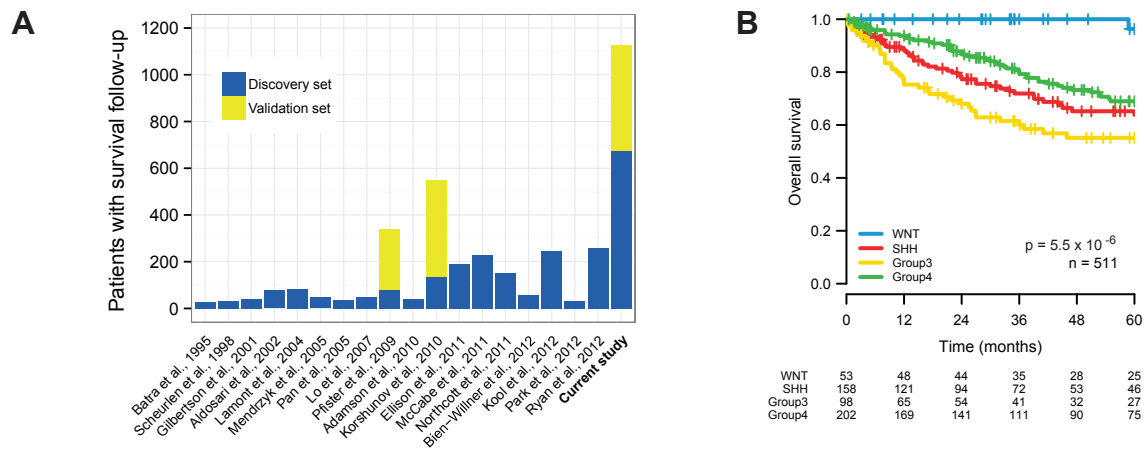 A
Patients with survival follow-up
1200
1000
800
600
400
200
0
Discovery set
Validation set
Batra et al., 1995
Scheurlen et al., 1998
Gilbertson et al., 2001
Aldosari et al., 2002
Lamont et al., 2004
Mendrzyk et al., 2005
Pan et al., 2005
Lo et al., 2007
Pfister et al., 2009
Adamson et al., 2010
Korshunov et al., 2010
Ellison et al., 2011
McCabe et al., 2011
Northcott et al., 2011
Bien−Willner et al., 2012
Kool et al., 2012
Park et al., 2012
Ryan et al., 2012
Current study
B
Overall survival
1.0
0.8
0.6
0.4
0.2
0.0
WNT
SHH
Group3
Group4
p = 5.5 x 10 -6
n = 511
0 12 24 36 48 60
Time (months)
WNT 53 48 44 35 28 25
SHH 158 121 94 72 53 46
Group3 98 65 54 41 32 27
Group4 202 169 141 111 90 75